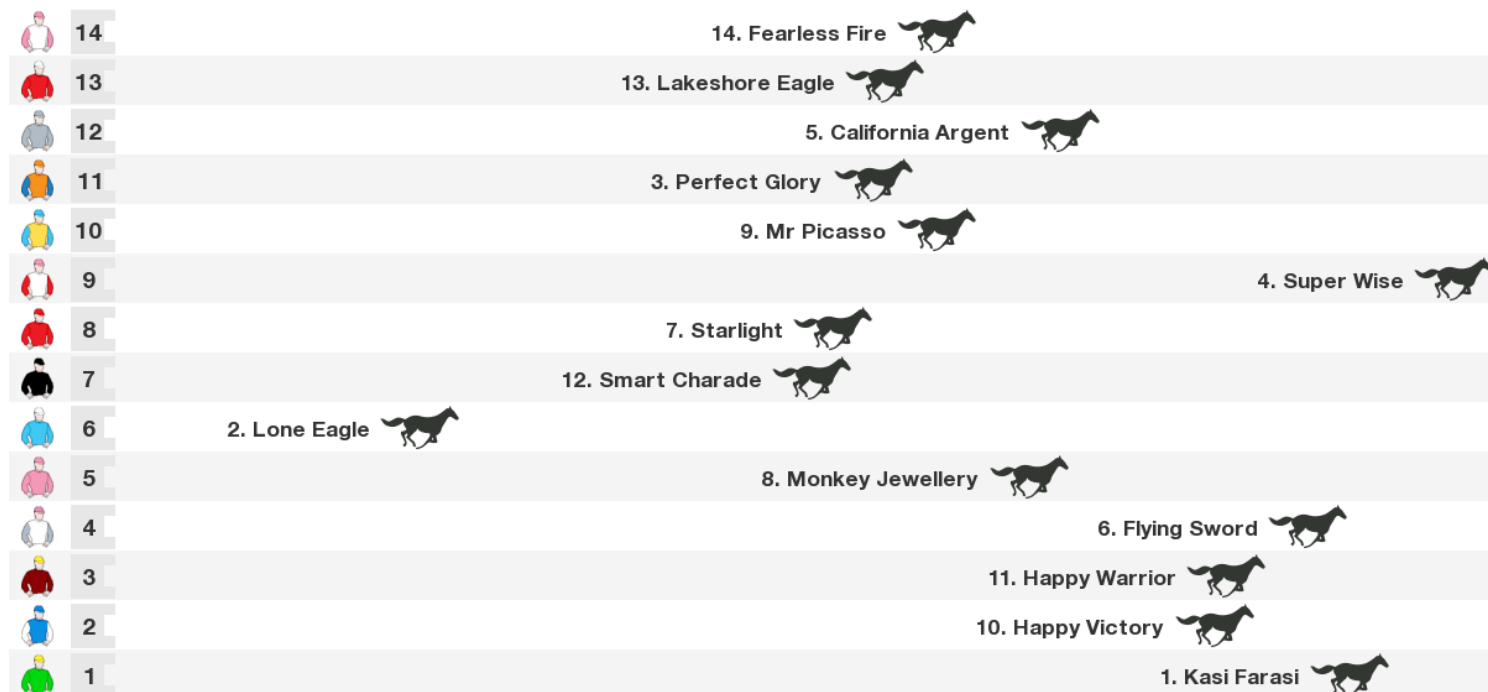 14 14. Fearless Fire
13 13. Lakeshore Eagle
12 5. California Argent
11 3. Perfect Glory
10 9. Mr Picasso
9 4. Super Wise
8 7. Starlight
7 12. Smart Charade
6 2. Lone Eagle
5 8. Monkey Jewellery
4 6. Flying Sword
3 11. Happy Warrior
2 10. Happy Victory
1 1. Kasi Farasi